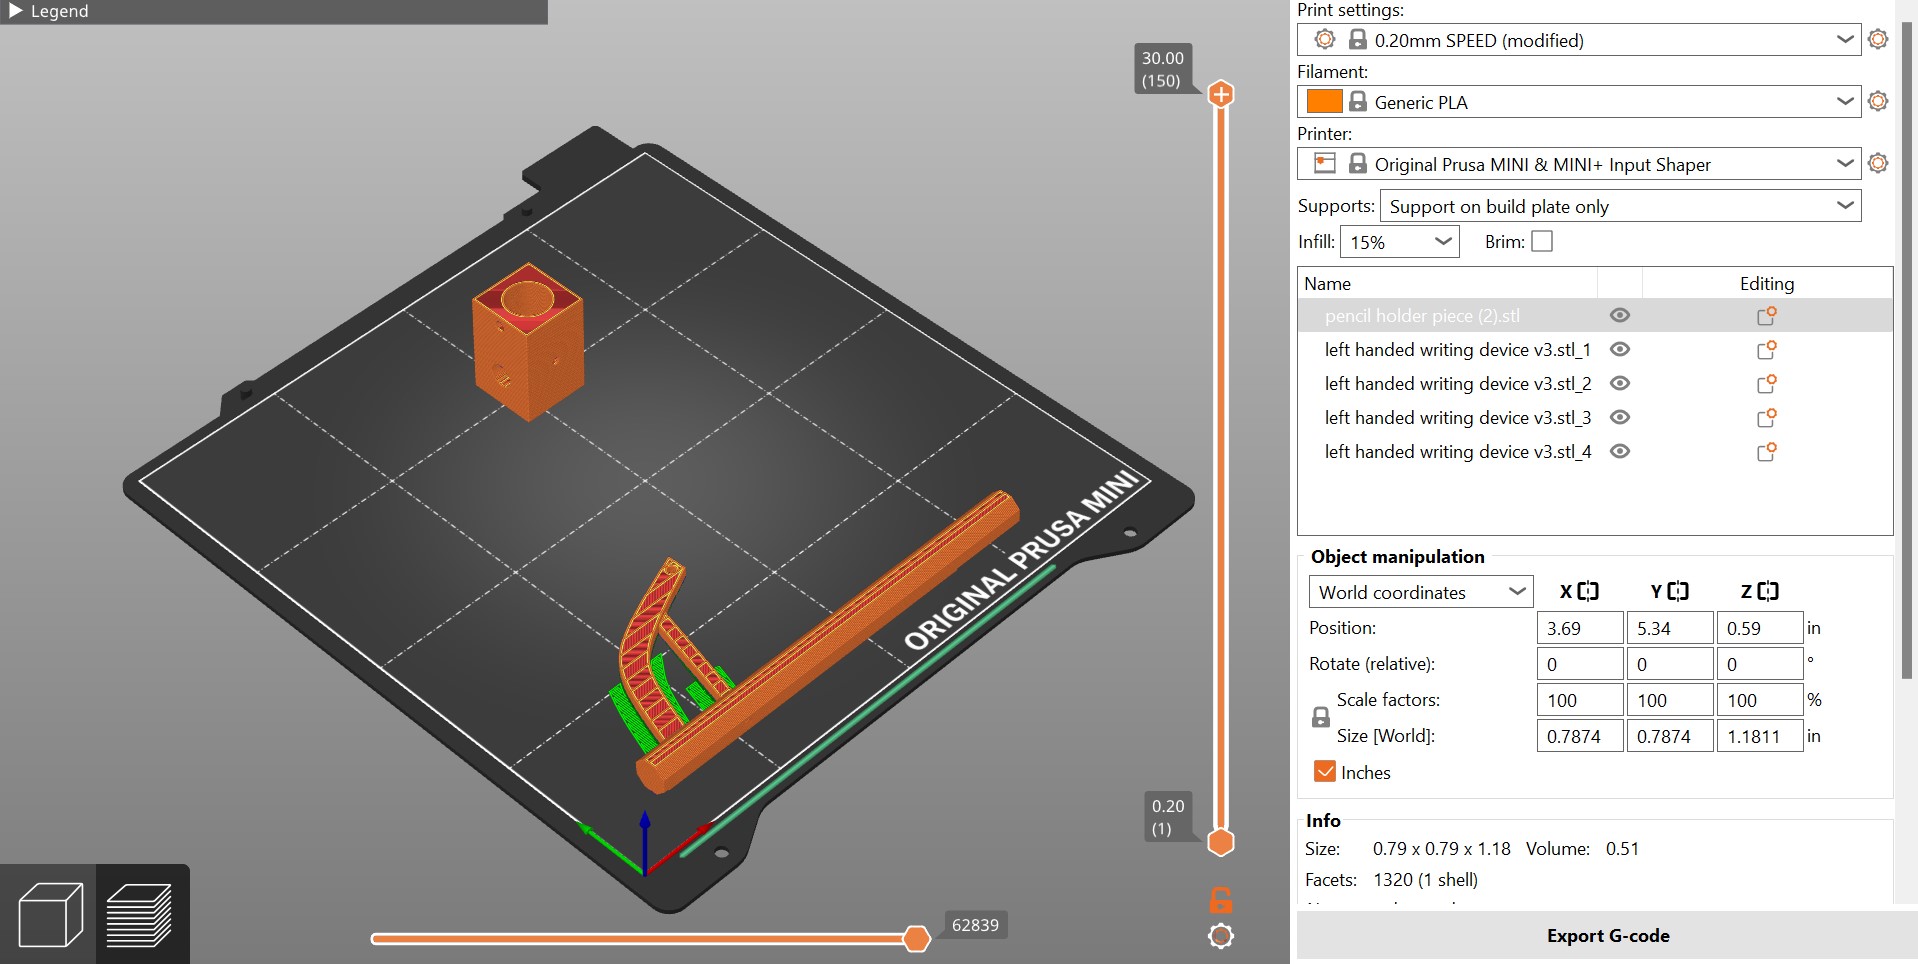 Legend
30.00
(150)
ORIGINAL PRUSA MINI
0.20
(1)
62839
Print settings:
0.20mm SPEED (modified)
Filament:
Generic PLA
Printer:
Original Prusa MINI & MINI+ Input Shaper
Supports: Support on build plate only
Infill: 15% Brim:
Name Editing
pencil holder piece (2).stl
left handed writing device v3.stl_1
left handed writing device v3.stl_2
left handed writing device v3.stl_3
left handed writing device v3.stl_4
Object manipulation
World coordinates X Y Z
Position: 3.69 5.34 0.59 in
Rotate (relative): 0 0 0 °
Scale factors: 100 100 100 %
Size [World]: 0.7874 0.7874 1.1811 in
Inches
Info
Size: 0.79 x 0.79 x 1.18 Volume: 0.51
Facets: 1320 (1 shell)
Export G-code